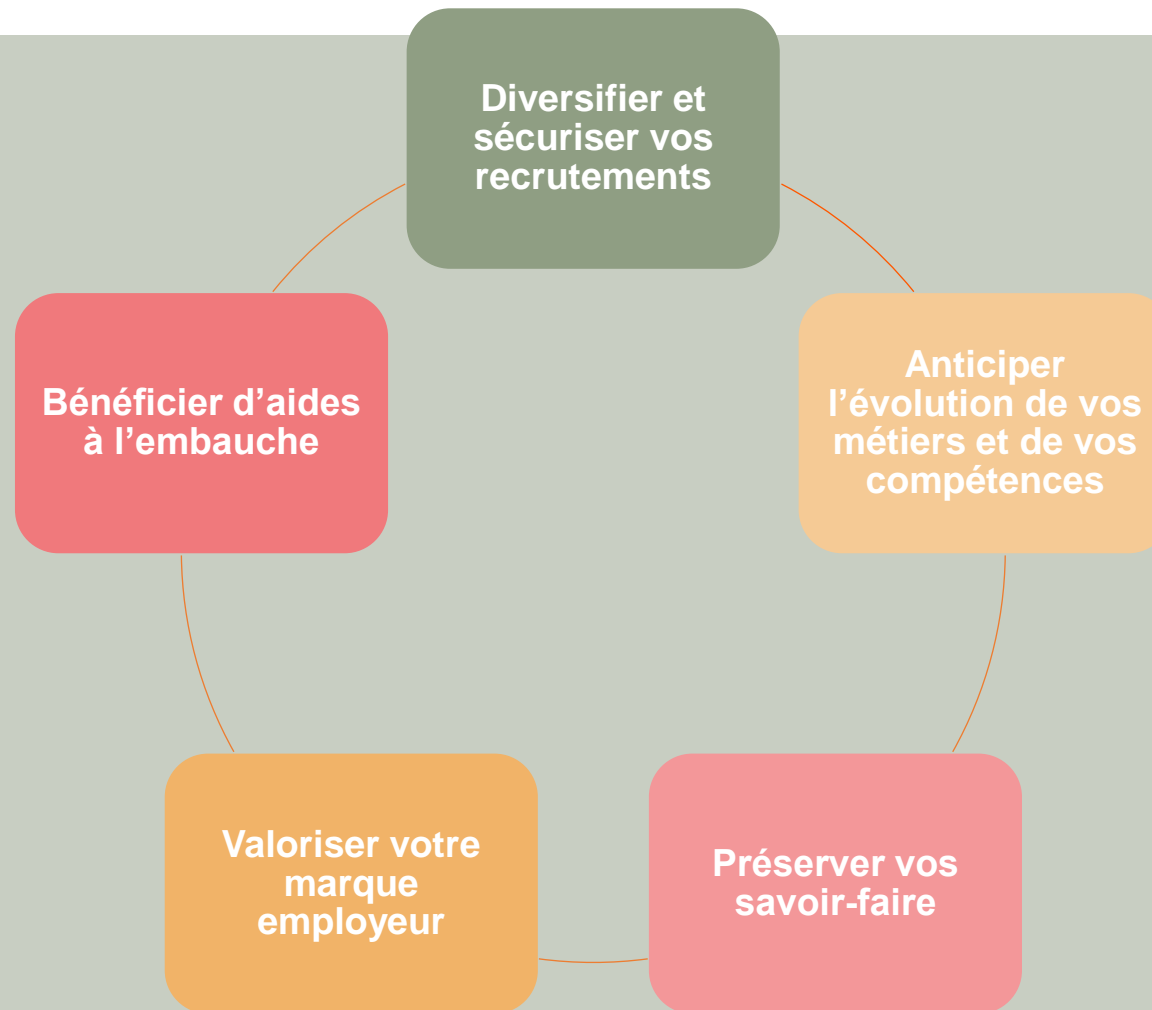 Diversifier et
sécuriser vos
recrutements
Anticiper
l’évolution de vos
métiers et de vos
compétences
Préserver vos
savoir-faire
Valoriser votre
marque
employeur
Bénéficier d’aides
à l’embauche